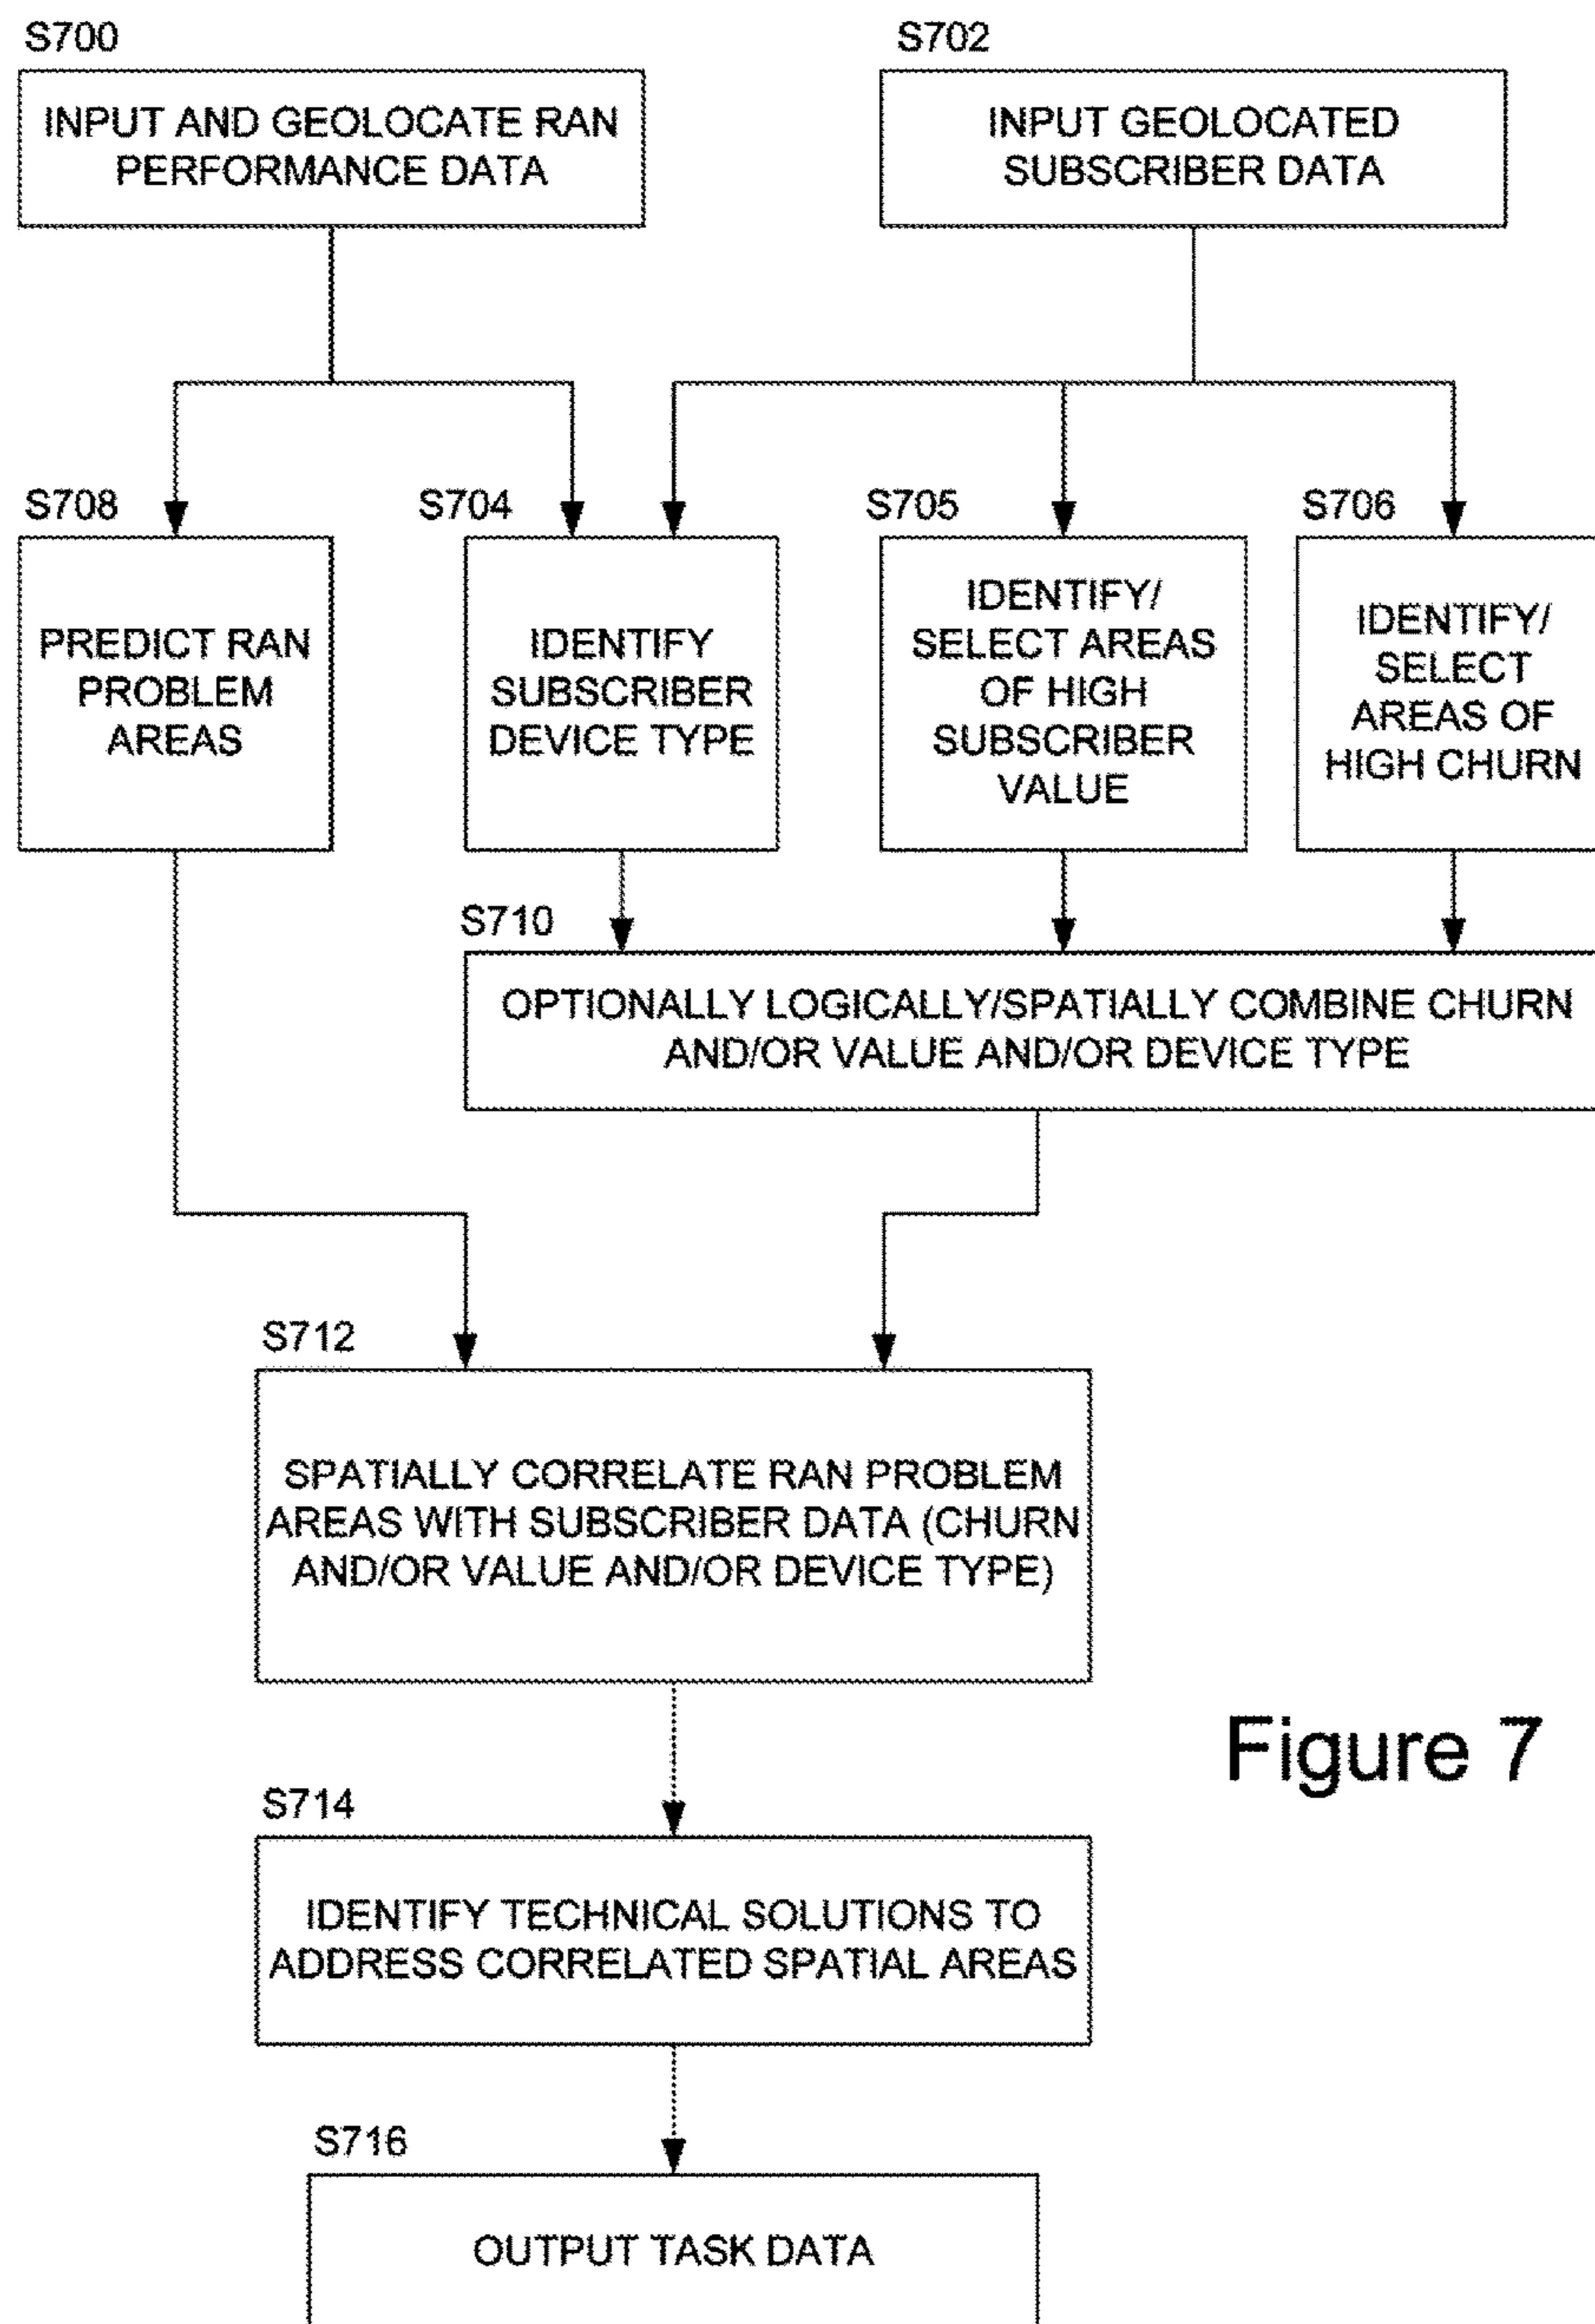 S700
INPUT AND GEOLOCATE RAN
PERFORMANCE DATA
S702
INPUT GEOLOCATED
SUBSCRIBER DATA
S708
PREDICT RAN
PROBLEM
AREAS
S704
IDENTIFY
SUBSCRIBER
DEVICE TYPE
S705
IDENTIFY/
SELECT AREAS
OF HIGH
SUBSCRIBER
VALUE
S706
IDENTIFY/
SELECT
AREAS OF
HIGH CHURN
S710
OPTIONALLY LOGICALLY/SPATIALLY COMBINE CHURN
AND/OR VALUE AND/OR DEVICE TYPE
S712
SPATIALLY CORRELATE RAN PROBLEM
AREAS WITH SUBSCRIBER DATA (CHURN
AND/OR VALUE AND/OR DEVICE TYPE)
Figure 7
S714
IDENTIFY TECHNICAL SOLUTIONS TO
ADDRESS CORRELATED SPATIAL AREAS
S716
OUTPUT TASK DATA